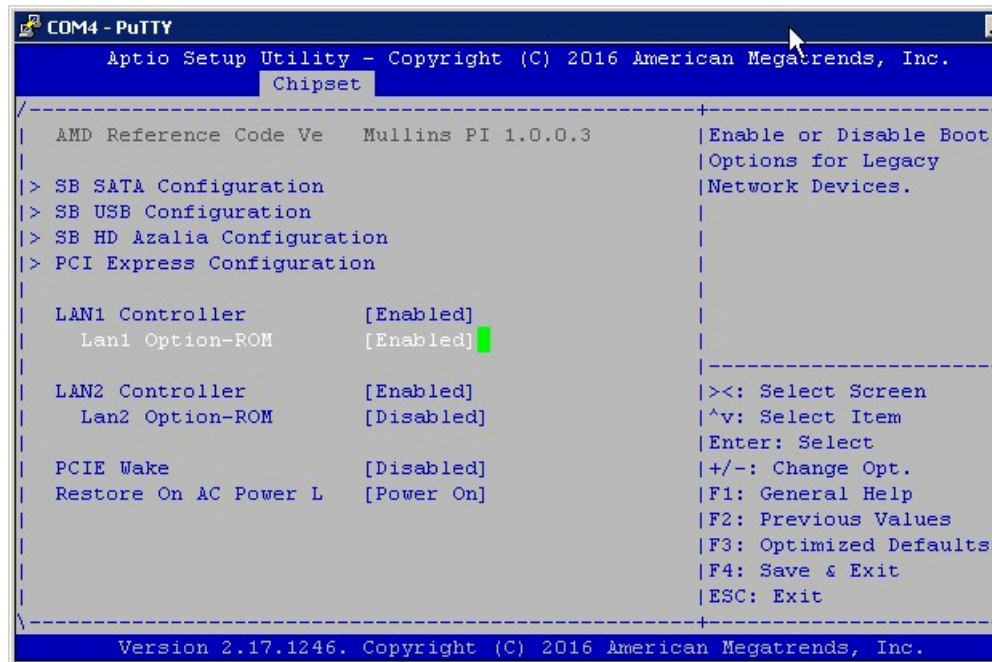 COM4 - PuTTY
Aptio Setup Utility - Copyright (C) 2016 American Megatrends, Inc.
Chipset
AMD Reference Code Ve Mullins PI 1.0.0.3
Enable or Disable Boot
Options for Legacy
> SB SATA Configuration
Network Devices.
> SB USB Configuration
> SB HD Azalia Configuration
> PCI Express Configuration
LAN1 Controller [Enabled]
Lan1 Option-ROM [Enabled]
LAN2 Controller [Enabled]
Lan2 Option-ROM [Disabled]
PCIE Wake [Disabled]
Restore On AC Power L [Power On]
><: Select Screen
^v: Select Item
Enter: Select
+/-: Change Opt.
F1: General Help
F2: Previous Values
F3: Optimized Defaults
F4: Save & Exit
ESC: Exit
Version 2.17.1246. Copyright (C) 2016 American Megatrends, Inc.